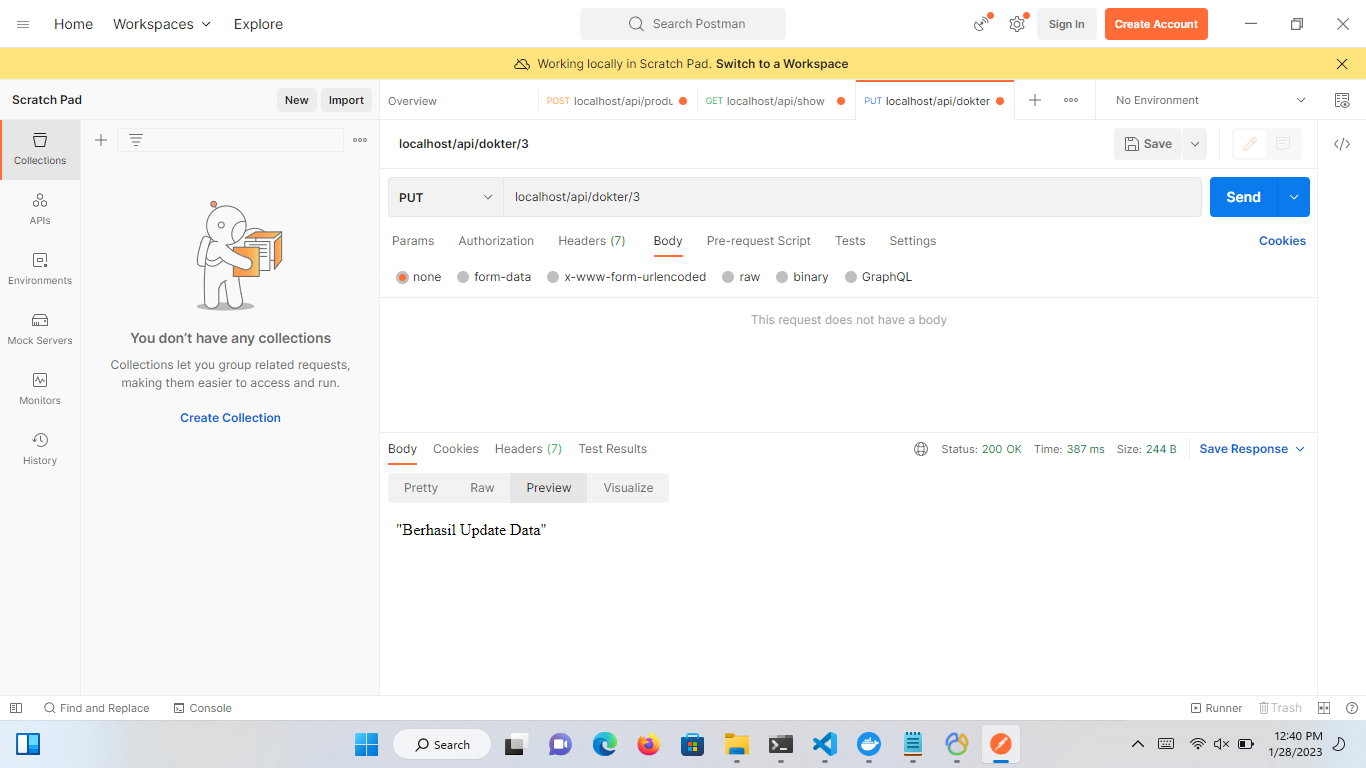 Home Workspaces Explore Search Postman Sign In Create Account
Working locally in Scratch Pad. Switch to a Workspace
Scratch Pad New Import Overview POST localhost/api/produ GET localhost/api/show PUT localhost/api/dokter No Environment
Collections
APIs
Environments
Mock Servers
Monitors
History
You don't have any collections
Collections let you group related requests,
making them easier to access and run.
Create Collection
localhost/api/dokter/3 Save
PUT localhost/api/dokter/3 Send
Params Authorization Headers (7) Body Pre-request Script Tests Settings Cookies
none form-data x-www-form-urlencoded raw binary GraphQL
This request does not have a body
Body Cookies Headers (7) Test Results Status: 200 OK Time: 387 ms Size: 244 B Save Response
Pretty Raw Preview Visualize
"Berhasil Update Data"
Find and Replace Console Runner Trash
Search
12:40 PM
1/28/2023